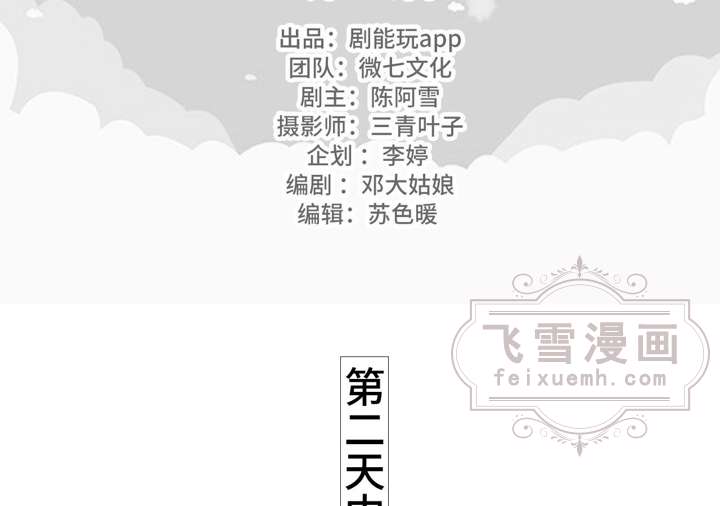 出品：剧能玩app
团队：微七文化
剧主：陈阿雪
摄影师：三青叶子
企划：李婷
编剧：邓大姑娘
编辑：苏色暖
飞雪漫画
feixuemh.com
第二天